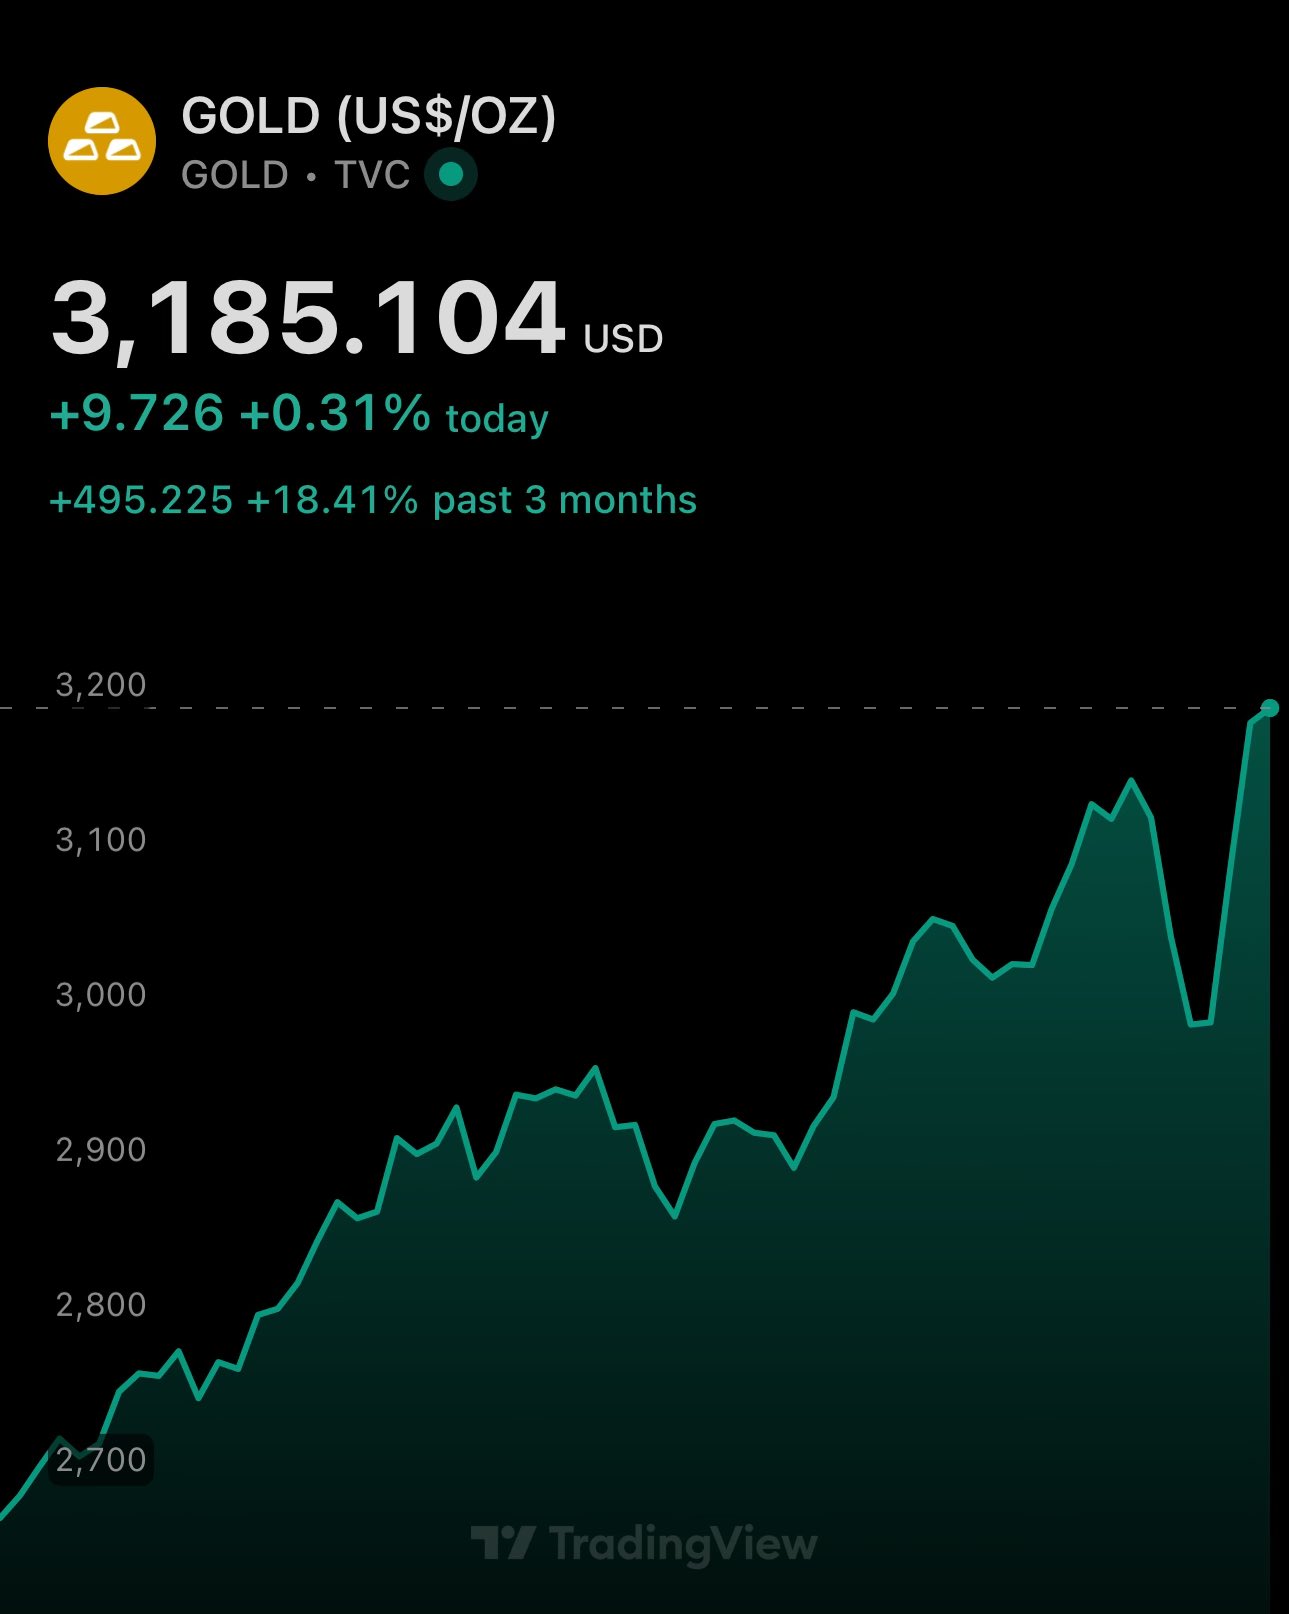 GOLD (US$/OZ)
GOLD • TVC
3,185.104 USD
+9.726 +0.31% today
+495.225 +18.41% past 3 months
3,200
3,100
3,000
2,900
2,800
2,700
TradingView